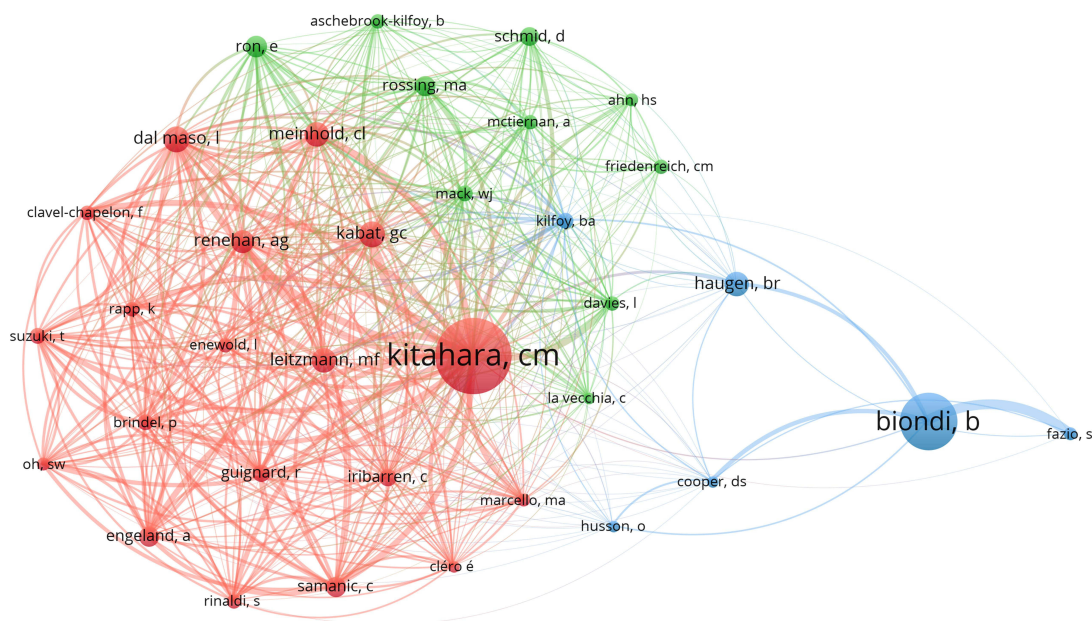 aschebrook-kilfoy, b
schmid, d
ron, e
rossing, ma
ahn, hs
mctiernan, a
meinhold, cl
dal maso, l
friedenreich, cm
mack, wj
clavel-chapelon, f
kilfoy, ba
kabat, gc
renehan, ag
haugen, br
davies, l
rapp, k
suzuki, t
enewold, l
kitahara, cm
leitzmann, mf
la vecchia, c
biondi, b
brindel, p
fazio, s
oh, sw
guignard, r
iribarren, c
cooper, ds
marcello, ma
husson, o
engeland, a
cléro é
samanic, c
rinaldi, s